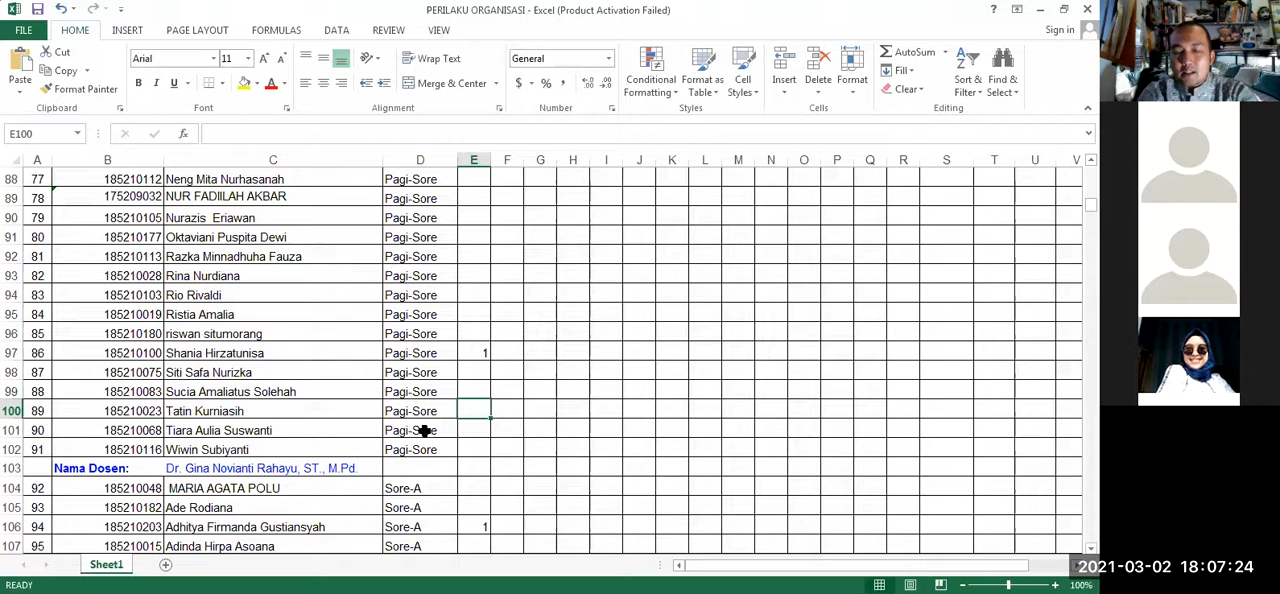 PERILAKU ORGANISASI - Excel (Product Activation Failed)
FILE HOME INSERT PAGE LAYOUT FORMULAS DATA REVIEW VIEW Sign in
Cut Arial 11 Wrap Text General AutoSum
Copy Fill
Paste Format Painter Merge & Center $ % , Conditional Formatting Format as Table Cell Styles Insert Delete Format Clear Sort & Filter Find & Select
Clipboard Font Alignment Number Styles Cells Editing
E100 fx
A B C D E F G H I J K L M N O P Q R S T U V
88 77 185210112 Neng Mita Nurhasanah Pagi-Sore
89 78 175209032 NUR FADIILAH AKBAR Pagi-Sore
90 79 185210105 Nurazis Eriawan Pagi-Sore
91 80 185210177 Oktaviani Puspita Dewi Pagi-Sore
92 81 185210113 Razka Minnadhuha Fauza Pagi-Sore
93 82 185210028 Rina Nurdiana Pagi-Sore
94 83 185210103 Rio Rivaldi Pagi-Sore
95 84 185210019 Ristia Amalia Pagi-Sore
96 85 185210180 riswan situmorang Pagi-Sore
97 86 185210100 Shania Hirzatunisa Pagi-Sore 1
98 87 185210075 Siti Safa Nurizka Pagi-Sore
99 88 185210083 Sucia Amaliatus Solehah Pagi-Sore
100 89 185210023 Tatin Kurniasih Pagi-Sore
101 90 185210068 Tiara Aulia Suswanti Pagi-Sore
102 91 185210116 Wiwin Subiyanti Pagi-Sore
103 Nama Dosen: Dr. Gina Novianti Rahayu, ST., M.Pd.
104 92 185210048 MARIA AGATA POLU Sore-A
105 93 185210182 Ade Rodiana Sore-A
106 94 185210203 Adhitya Firmanda Gustiansyah Sore-A 1
107 95 185210015 Adinda Hirpa Asoana Sore-A
Sheet1
2021-03-02 18:07:24
READY 100%